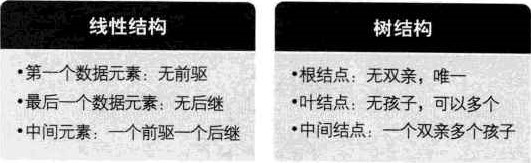 线性结构
•第一个数据元素：无前驱
•最后一个数据元素：无后继
•中间元素：一个前驱一个后继
树结构
•根结点：无双亲，唯一
•叶结点：无孩子，可以多个
•中间结点：一个双亲多个孩子